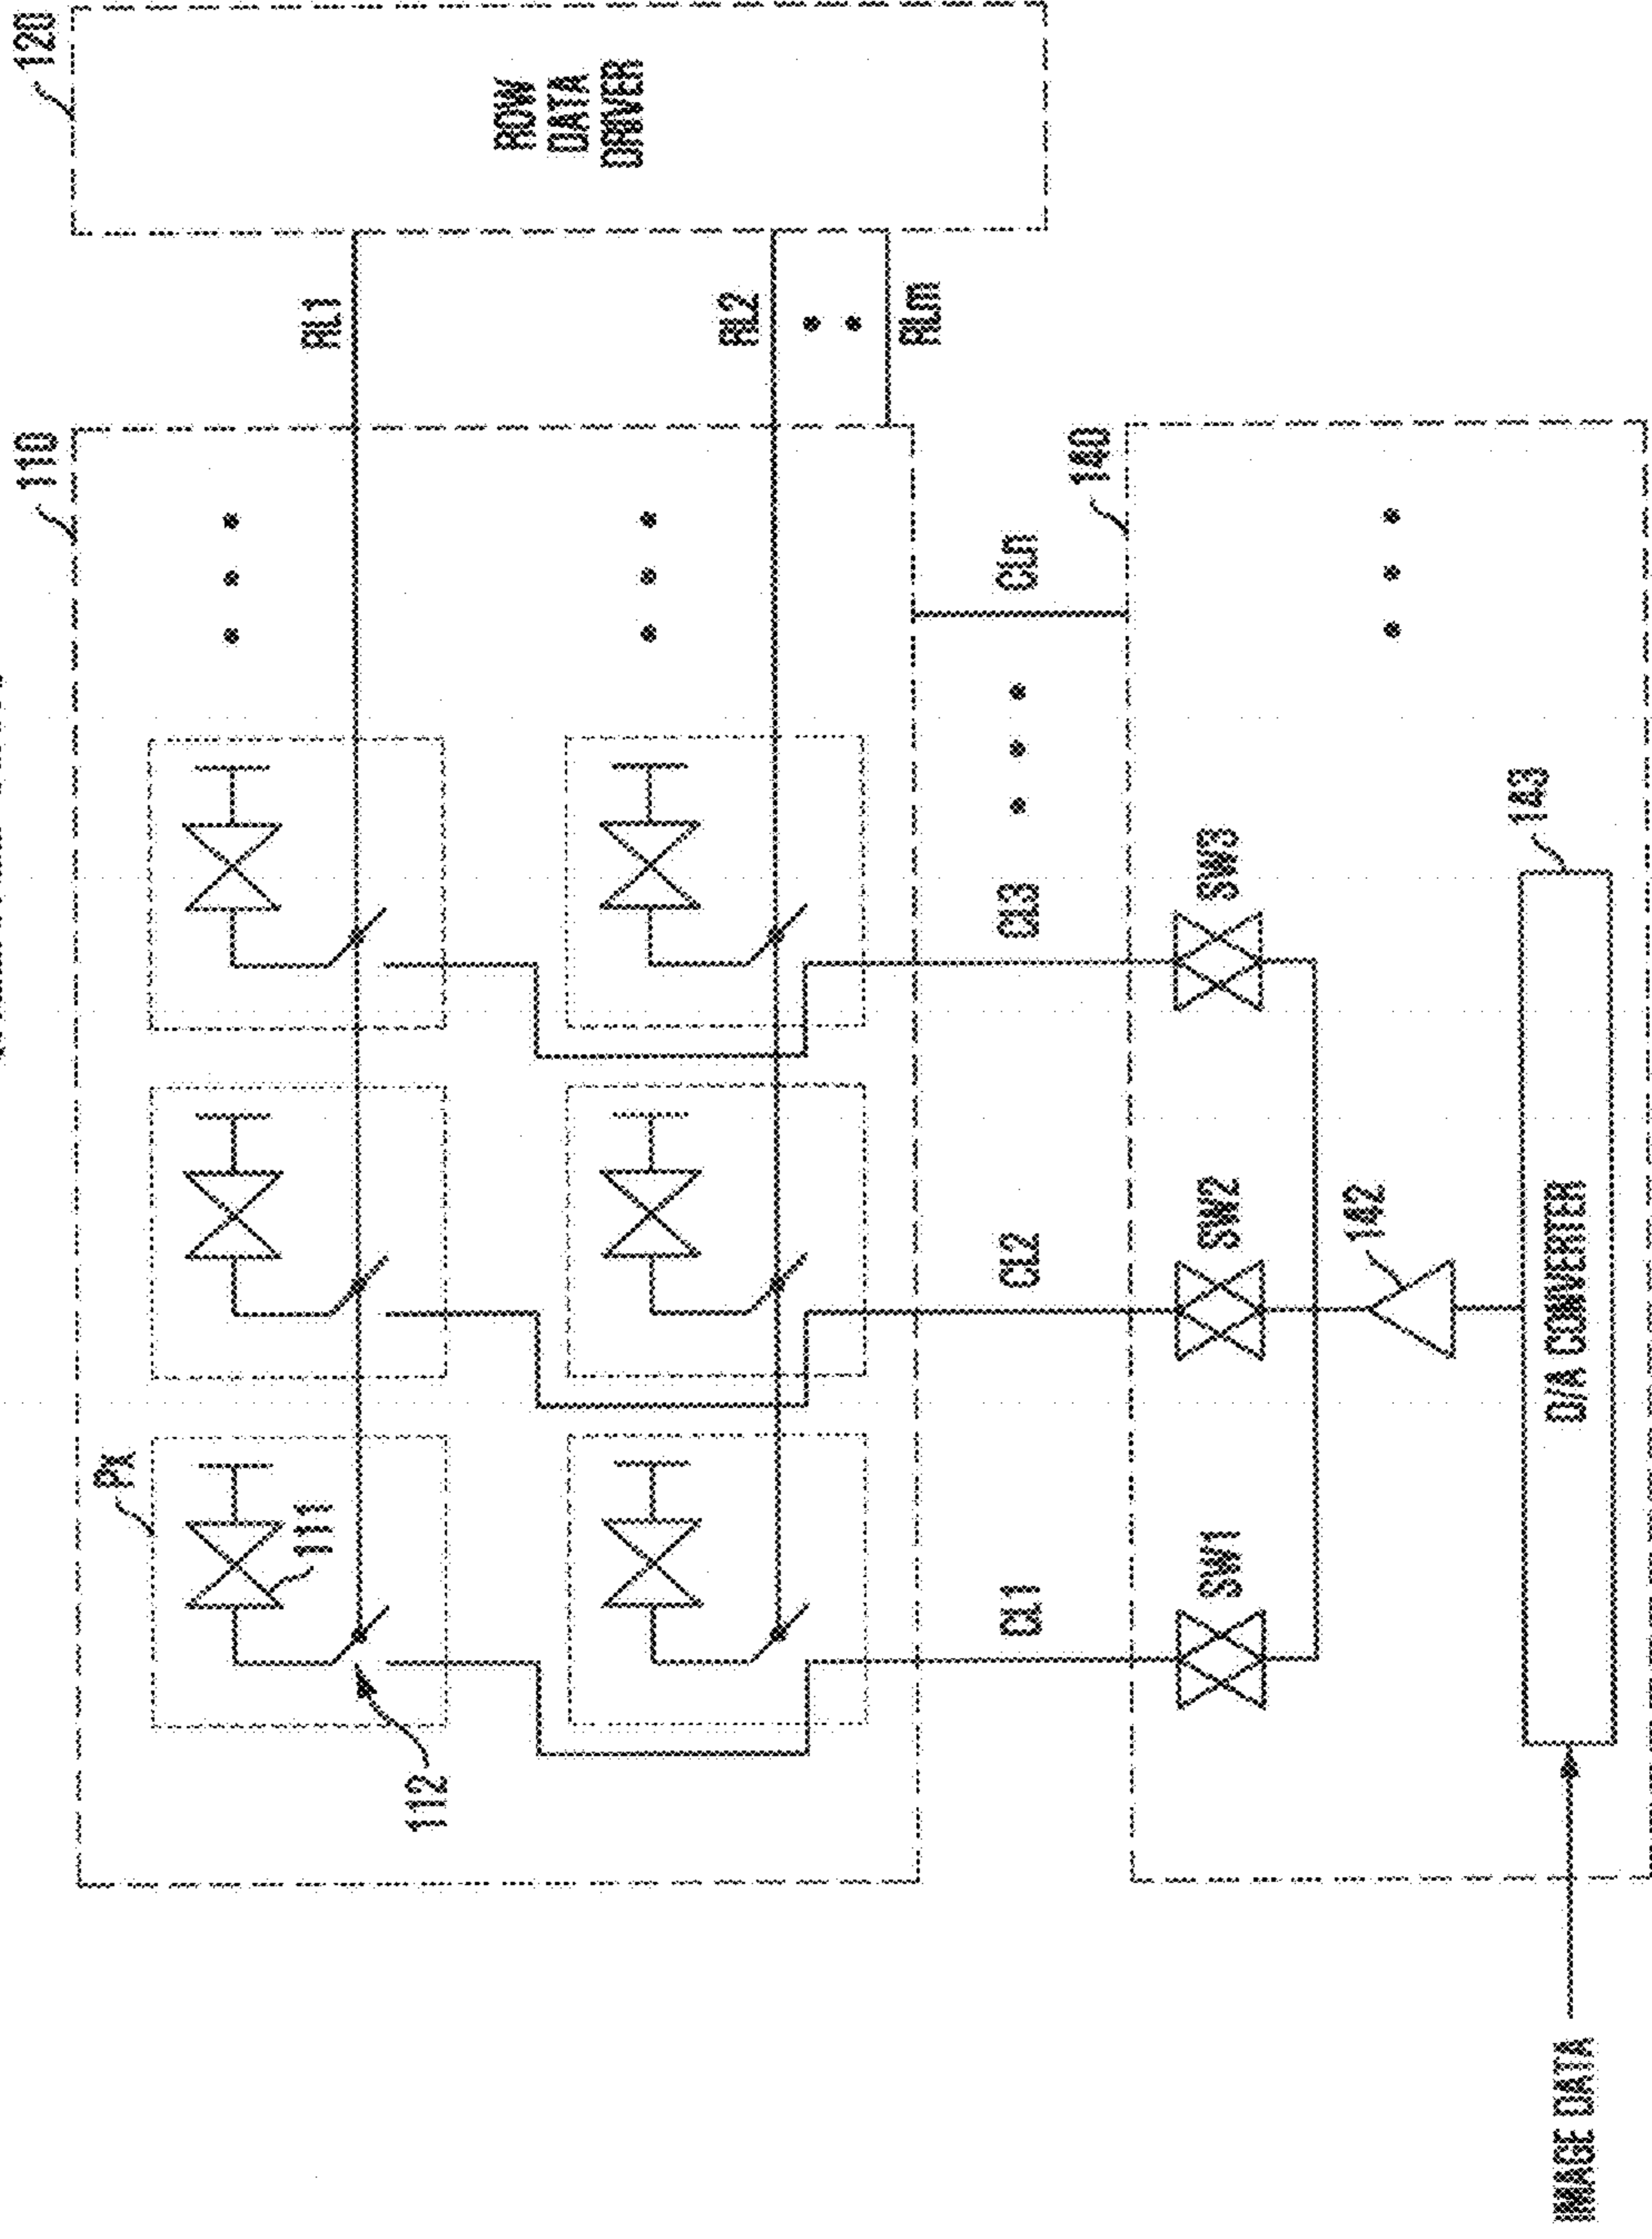 110
120
Px
111
RL1
112
ROW
DATA
DRIVER
RL2
RLm
CL1
CL2
CL3
CLn
140
SW1
SW2
SW3
142
143
D/A CONVERTER
IMAGE DATA